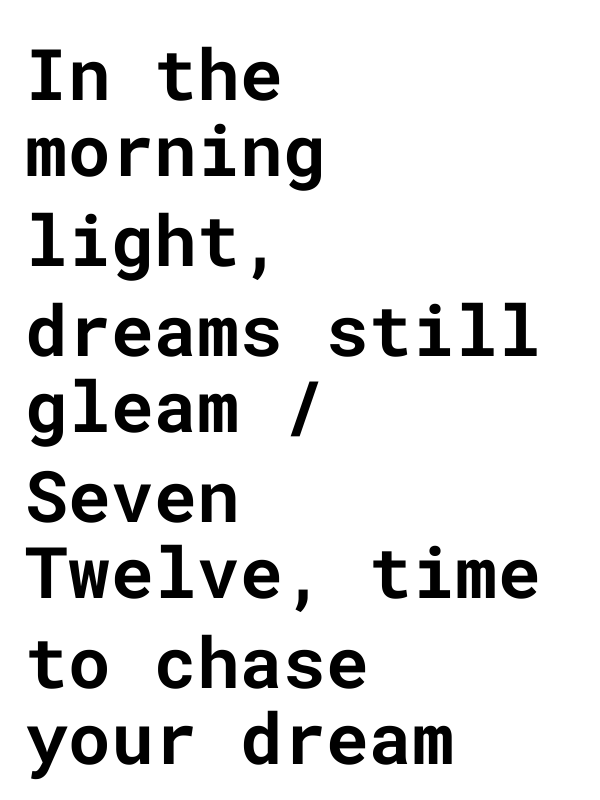 In the
morning
light,
dreams still
gleam /
Seven
Twelve, time
to chase
your dream